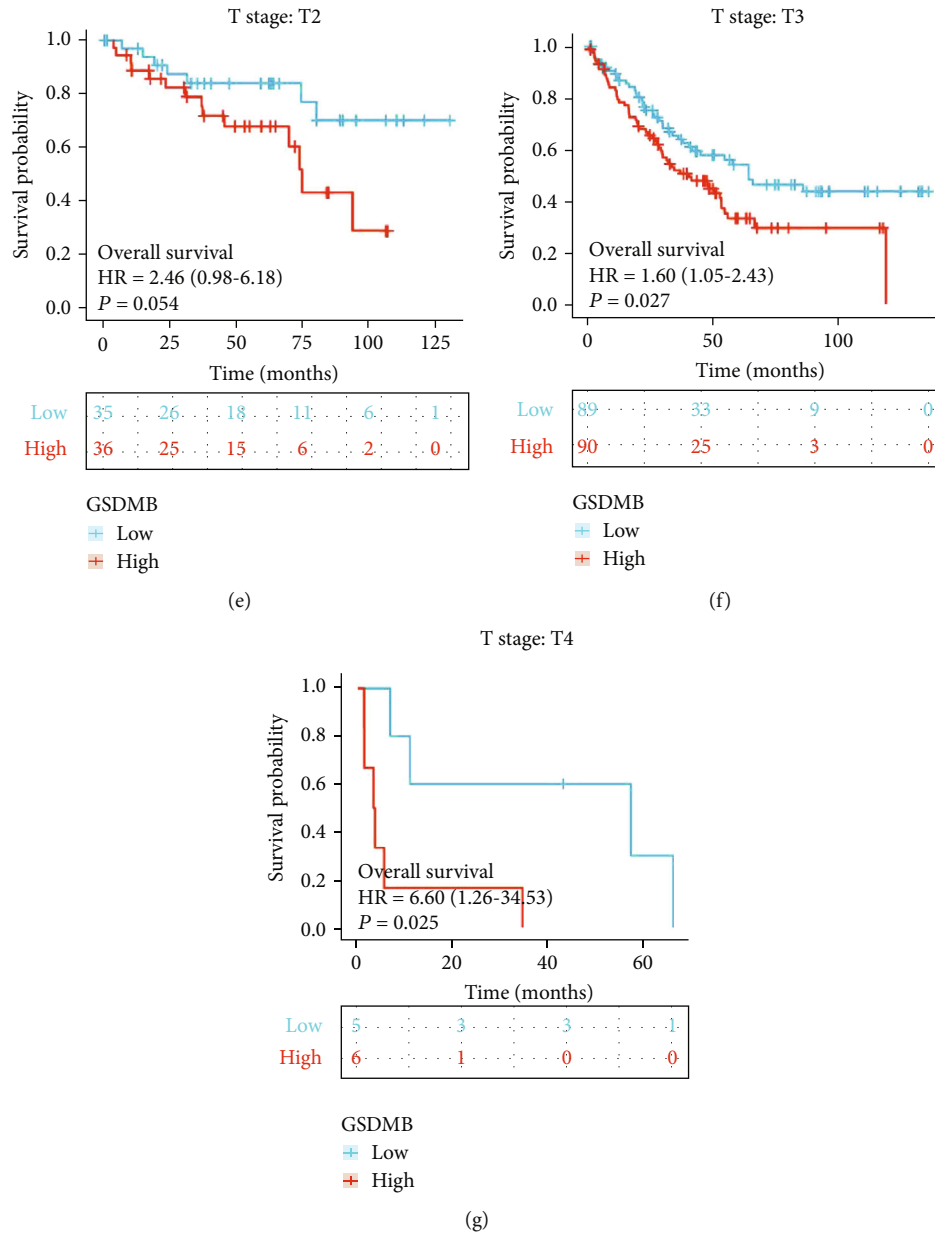 T stage: T2
1.0
0.8
0.6
0.4
0.2
0.0
Survival probability
Overall survival
HR = 2.46 (0.98-6.18)
P = 0.054
0 25 50 75 100 125
Time (months)
Low 35 26 18 11 6 1
High 36 25 15 6 2 0
GSDMB
Low
High
(e)
T stage: T3
1.0
0.8
0.6
0.4
0.2
0.0
Survival probability
Overall survival
HR = 1.60 (1.05-2.43)
P = 0.027
0 50 100
Time (months)
Low 89 33 9 0
High 90 25 3 0
GSDMB
Low
High
(f)
T stage: T4
1.0
0.8
0.6
0.4
0.2
0.0
Survival probability
Overall survival
HR = 6.60 (1.26-34.53)
P = 0.025
0 20 40 60
Time (months)
Low 5 3 3 1
High 6 1 0 0
GSDMB
Low
High
(g)